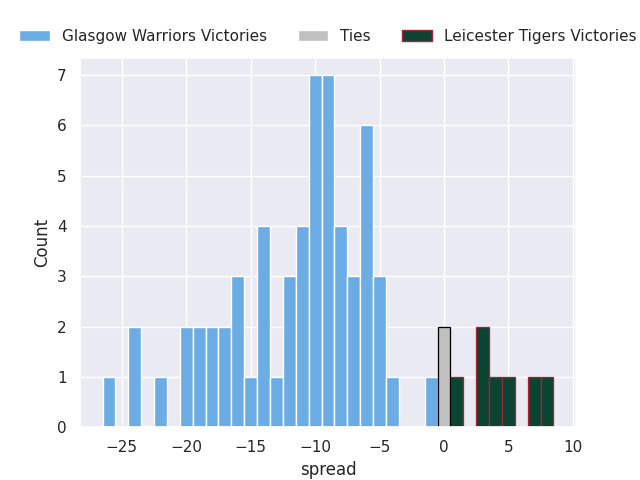 Glasgow Warriors Victories Ties Leicester Tigers Victories
7
6
5
4
3
2
1
0
Count
−25 −20 −15 −10 −5 0 5 10
spread